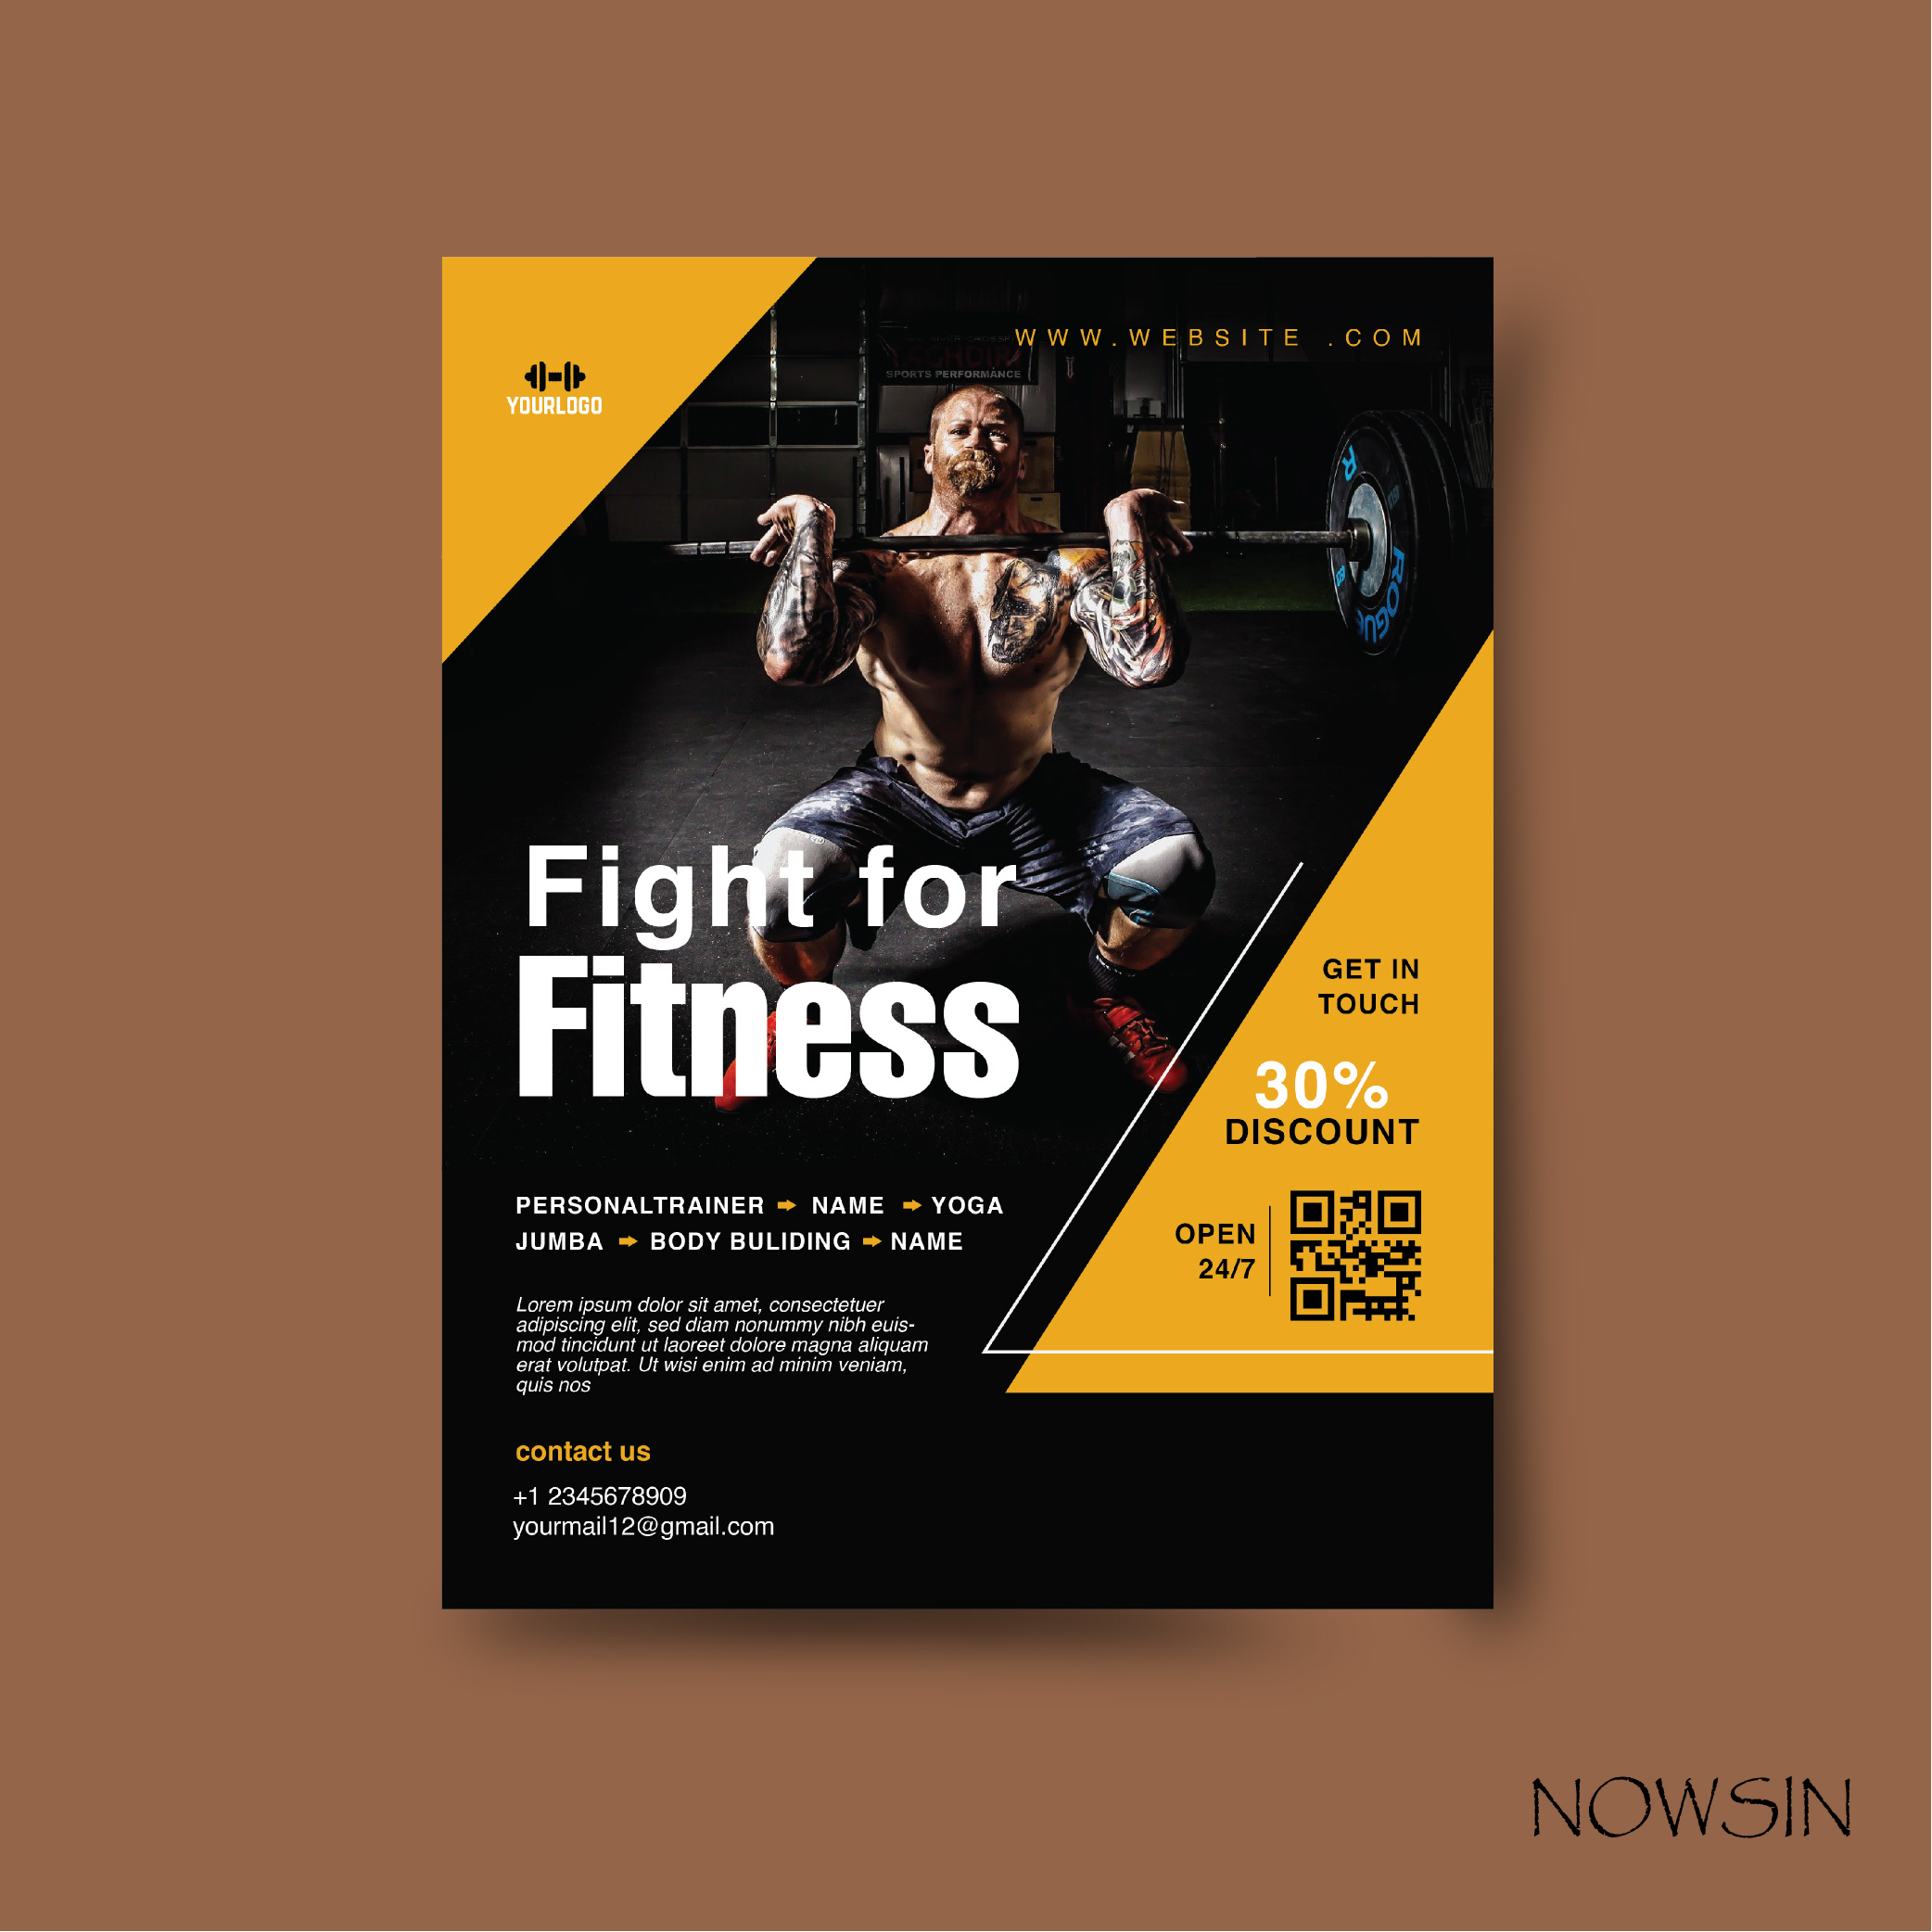 WWW.WEBSITE .COM
SPORTS PERFORMANCE
YOURLOGO
R
ROGUE
Fight for
Fitness
GET IN
TOUCH
30%
DISCOUNT
OPEN
24/7
PERSONALTRAINER NAME YOGA
JUMBA BODY BULIDING NAME
Lorem ipsum dolor sit amet, consectetuer
adipiscing elit, sed diam nonummy nibh euis-
mod tincidunt ut laoreet dolore magna aliquam
erat volutpat. Ut wisi enim ad minim veniam,
quis nos
contact us
+1 2345678909
yourmail12@gmail.com
NOWSIN